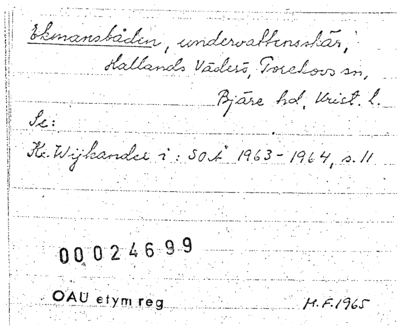 Ekmansbåden, undervattensskär,
Hallands Väderö, Torekovs sn,
Bjäre hd, Krist. l.
Se:
K. Wijkander i: SOÅ 1963-1964, s. 11
00024699
OAU etym reg
M.F. 1965